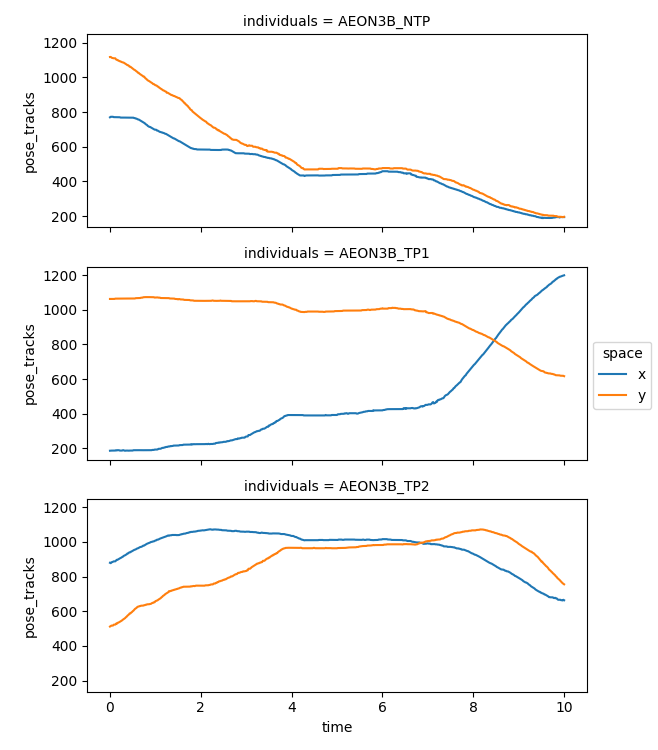 individuals = AEON3B_NTP
1200
1000
800
600
400
200
pose_tracks
individuals = AEON3B_TP1
1200
1000
800
600
400
200
pose_tracks
space
x
y
individuals = AEON3B_TP2
1200
1000
800
600
400
200
pose_tracks
0 2 4 6 8 10
time